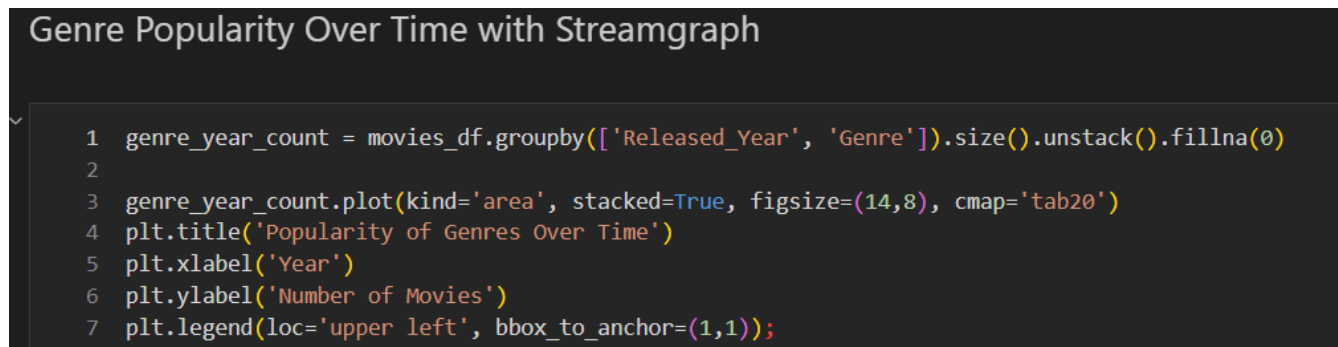 Genre Popularity Over Time with Streamgraph
1 genre_year_count = movies_df.groupby(['Released_Year', 'Genre']).size().unstack().fillna(0)
2
3 genre_year_count.plot(kind='area', stacked=True, figsize=(14,8), cmap='tab20')
4 plt.title('Popularity of Genres Over Time')
5 plt.xlabel('Year')
6 plt.ylabel('Number of Movies')
7 plt.legend(loc='upper left', bbox_to_anchor=(1,1));